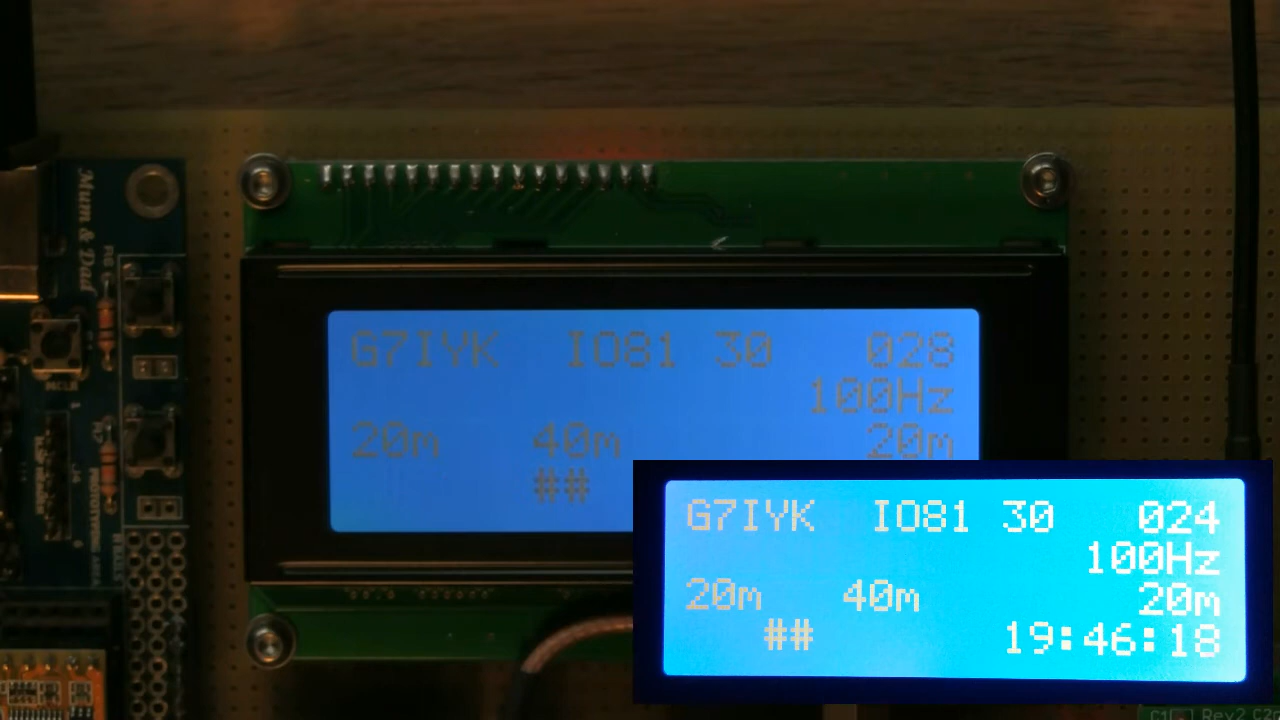 Mum & Dad
G7IYK IO81 30 028
100Hz
20m 40m 20m
##
G7IYK IO81 30 024
100Hz
20m 40m 20m
## 19:46:18
Rev2